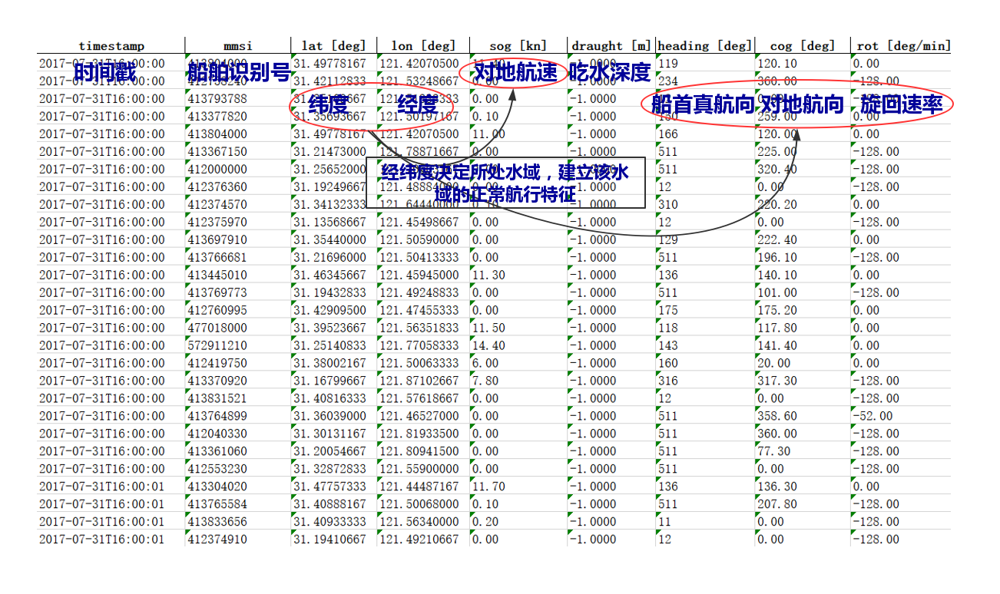 timestamp mmsi lat [deg] lon [deg] sog [kn] draught [m] heading [deg] cog [deg] rot [deg/min]
2017-07-31T16:00:00 413804000 31.49778167 121.42070500 11.40 -1.0000 119 120.10 0.00
时间戳 船舶识别号 对地航速 吃水深度
2017-07-31T16:00:00 31.42112833 121.53248667 0.00 -1.0000 234 360.00 -128.00
2017-07-31T16:00:00 413793788 0.00 -1.0000
纬度 经度 船首真航向 对地航向 旋回速率
2017-07-31T16:00:00 413377820 31.35693667 121.50197167 0.10 -1.0000 259.00 0.00
2017-07-31T16:00:00 413804000 31.49778167 121.42070500 11.00 -1.0000 166 120.00 0.00
2017-07-31T16:00:00 413367150 31.21473000 121.78871667 0.00 -1.0000 511 225.00 -128.00
2017-07-31T16:00:00 412000000 31.25652000 511 320.40 -128.00
经纬度决定所处水域，建立该水
域的正常航行特征
2017-07-31T16:00:00 412376360 31.19249667 121.48884000 0.00 -1.0000 12 0.00 -128.00
2017-07-31T16:00:00 412374570 31.34132333 121.64440000 -1.0000 310 220.20 0.00
2017-07-31T16:00:00 412375970 31.13568667 121.45498667 0.00 -1.0000 12 0.00 -128.00
2017-07-31T16:00:00 413697910 31.35440000 121.50590000 0.00 -1.0000 129 222.40 0.00
2017-07-31T16:00:00 413766681 31.21696000 121.50413333 0.00 -1.0000 511 196.10 -128.00
2017-07-31T16:00:00 413445010 31.46345667 121.45945000 11.30 -1.0000 136 140.10 0.00
2017-07-31T16:00:00 413769773 31.19432833 121.49248833 0.00 -1.0000 511 101.00 -128.00
2017-07-31T16:00:00 412760995 31.42909500 121.47455333 0.00 -1.0000 175 175.20 0.00
2017-07-31T16:00:00 477018000 31.39523667 121.56351833 11.50 -1.0000 118 117.80 0.00
2017-07-31T16:00:00 572911210 31.25140833 121.77058333 14.40 -1.0000 143 141.40 0.00
2017-07-31T16:00:00 412419750 31.38002167 121.50063333 6.00 -1.0000 160 20.00 0.00
2017-07-31T16:00:00 413370920 31.16799667 121.87102667 7.80 -1.0000 316 317.30 -128.00
2017-07-31T16:00:00 413831521 31.40816333 121.57618667 0.00 -1.0000 12 0.00 -128.00
2017-07-31T16:00:00 413764899 31.36039000 121.46527000 0.00 -1.0000 511 358.60 -52.00
2017-07-31T16:00:00 412040330 31.30131167 121.81933500 0.00 -1.0000 511 360.00 -128.00
2017-07-31T16:00:00 413361060 31.20054667 121.80941500 0.00 -1.0000 511 77.30 -128.00
2017-07-31T16:00:00 412553230 31.32872833 121.55900000 0.00 -1.0000 511 0.00 -128.00
2017-07-31T16:00:01 413304020 31.47757333 121.44487167 11.70 -1.0000 136 136.30 0.00
2017-07-31T16:00:01 413765584 31.40888167 121.50068000 0.10 -1.0000 511 207.80 -128.00
2017-07-31T16:00:01 413833656 31.40933333 121.56340000 0.20 -1.0000 11 0.00 -128.00
2017-07-31T16:00:01 412374910 31.19410667 121.49210667 0.00 -1.0000 12 0.00 -128.00